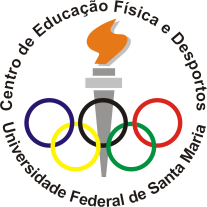 Centro de Educação Física e Desportos
Universidade Federal de Santa Maria